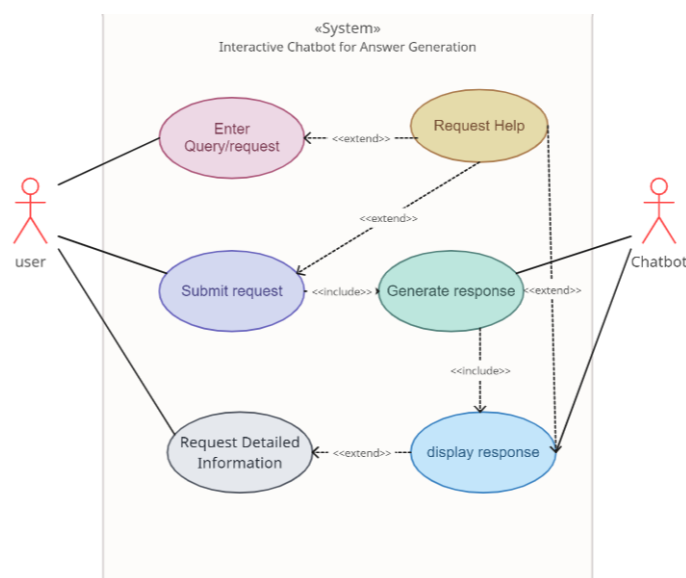 «System»
Interactive Chatbot for Answer Generation
Enter
Query/request
<<extend>>
Request Help
<<extend>>
user
Chatbot
Submit request
<<include>>
Generate response
<<extend>>
<<include>>
Request Detailed
Information
<<extend>>
display response